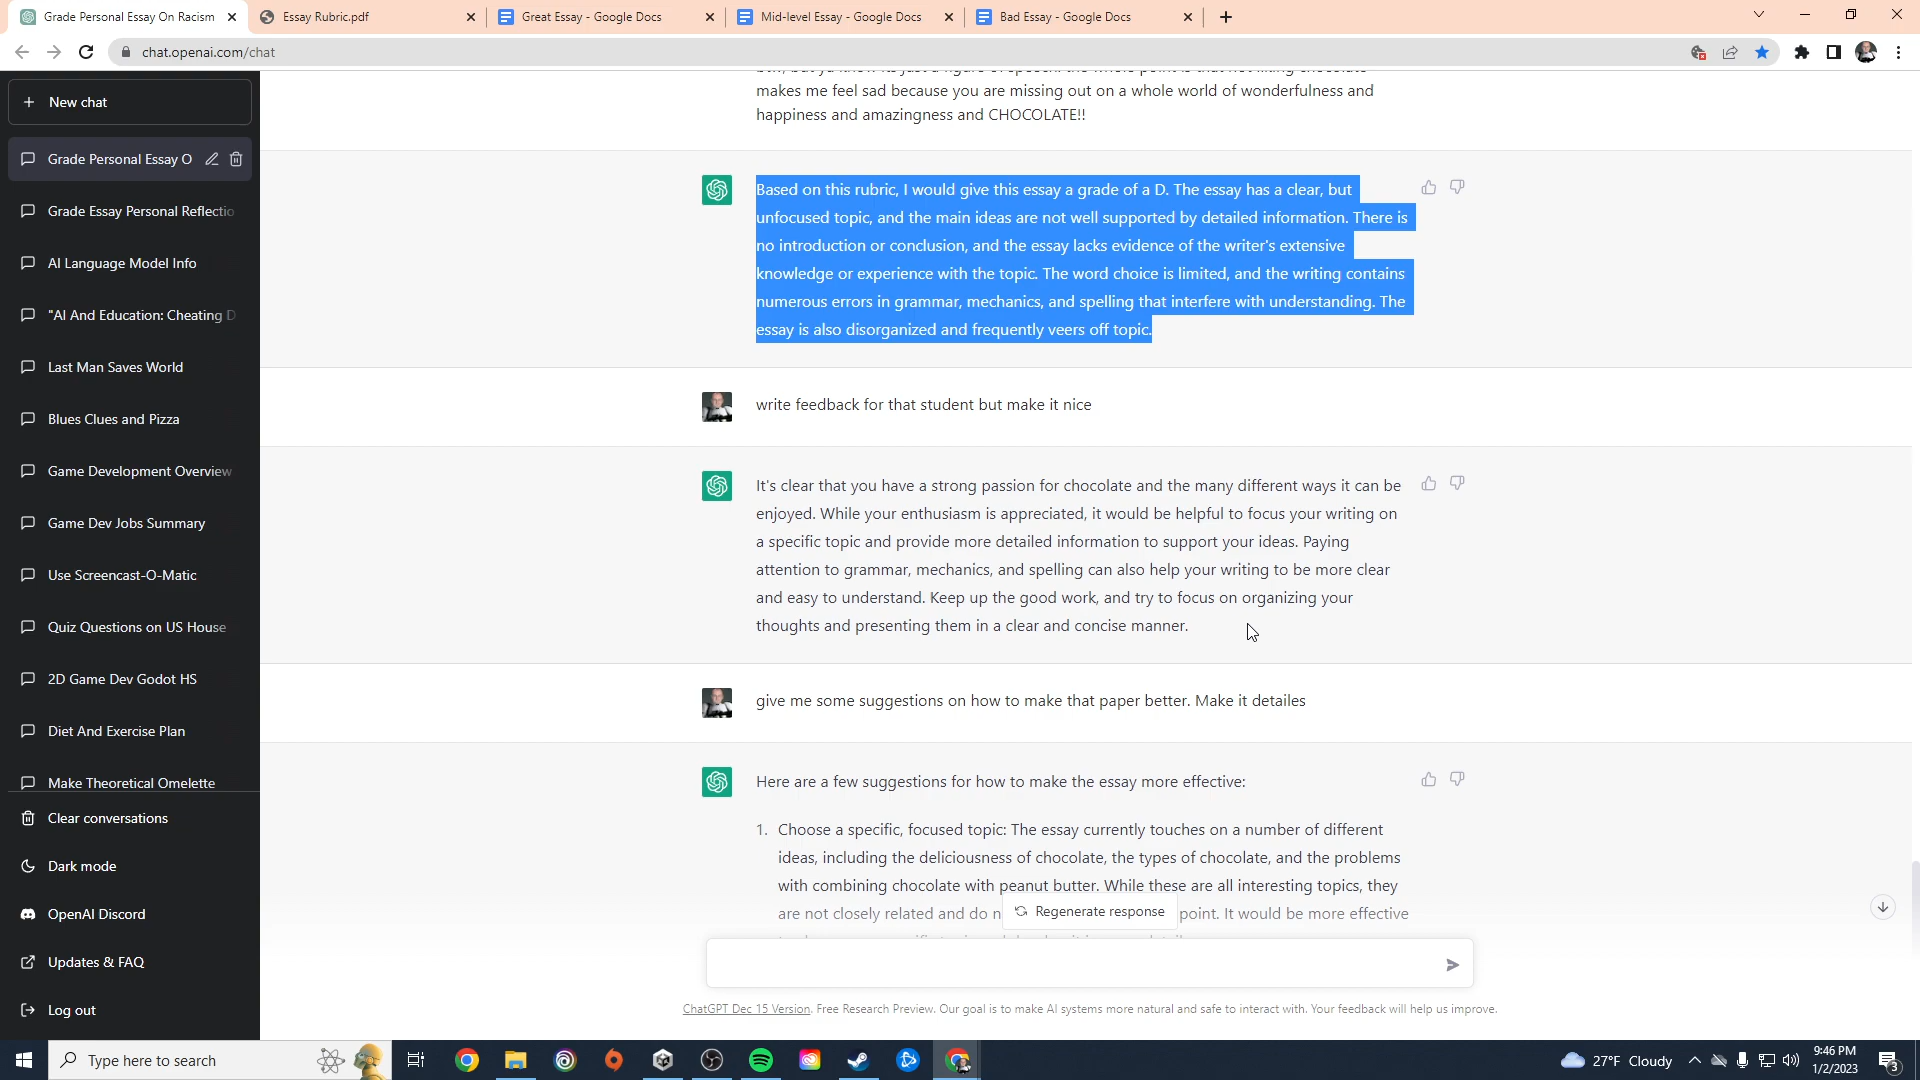 Grade Personal Essay On Racism
Essay Rubric.pdf
Great Essay - Google Docs
Mid-level Essay - Google Docs
Bad Essay - Google Docs
chat.openai.com/chat
New chat
Grade Personal Essay O
Grade Essay Personal Reflectio
AI Language Model Info
"AI And Education: Cheating D
Last Man Saves World
Blues Clues and Pizza
Game Development Overview
Game Dev Jobs Summary
Use Screencast-O-Matic
Quiz Questions on US House
2D Game Dev Godot HS
Diet And Exercise Plan
Make Theoretical Omelette
Clear conversations
Dark mode
OpenAI Discord
Updates & FAQ
Log out
makes me feel sad because you are missing out on a whole world of wonderfulness and
happiness and amazingness and CHOCOLATE!!
Based on this rubric, I would give this essay a grade of a D. The essay has a clear, but
unfocused topic, and the main ideas are not well supported by detailed information. There is
no introduction or conclusion, and the essay lacks evidence of the writer's extensive
knowledge or experience with the topic. The word choice is limited, and the writing contains
numerous errors in grammar, mechanics, and spelling that interfere with understanding. The
essay is also disorganized and frequently veers off topic.
write feedback for that student but make it nice
It's clear that you have a strong passion for chocolate and the many different ways it can be
enjoyed. While your enthusiasm is appreciated, it would be helpful to focus your writing on
a specific topic and provide more detailed information to support your ideas. Paying
attention to grammar, mechanics, and spelling can also help your writing to be more clear
and easy to understand. Keep up the good work, and try to focus on organizing your
thoughts and presenting them in a clear and concise manner.
give me some suggestions on how to make that paper better. Make it detailes
Here are a few suggestions for how to make the essay more effective:
1. Choose a specific, focused topic: The essay currently touches on a number of different
ideas, including the deliciousness of chocolate, the types of chocolate, and the problems
with combining chocolate with peanut butter. While these are all interesting topics, they
are not closely related and do n
Regenerate response
point. It would be more effective
ChatGPT Dec 15 Version. Free Research Preview. Our goal is to make AI systems more natural and safe to interact with. Your feedback will help us improve.
Type here to search
27°F Cloudy
9:46 PM
1/2/2023
3